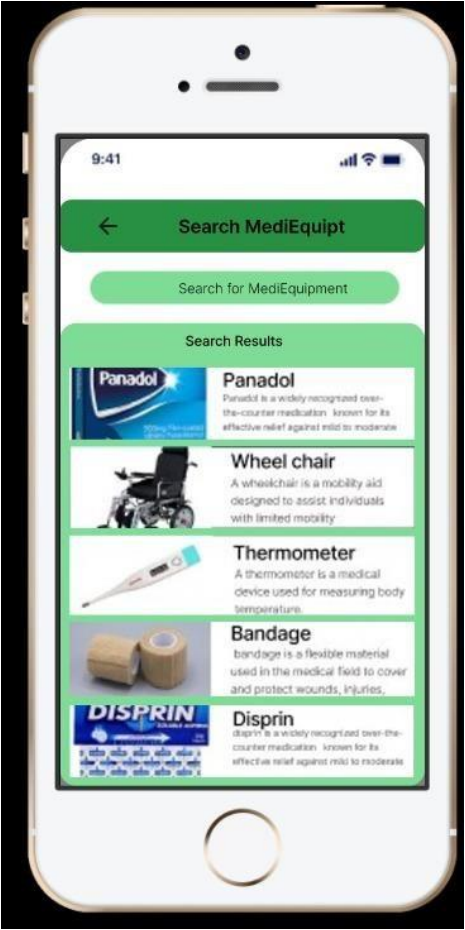 9:41
Search MediEquipt
Search for MediEquipment
Search Results
Panadol
Panadol
Panadol is a widely recognized over-
the-counter medication known for its
effective relief against mild to moderate
Wheel chair
A wheelchair is a mobility aid
designed to assist individuals
with limited mobility
Thermometer
A thermometer is a medical
device used for measuring body
temperature.
Bandage
bandage is a flexible material
used in the medical field to cover
and protect wounds, injuries,
DISPRIN
Disprin
disprin is a widely recognized over-the-
counter medication known for its
effective relief against mild to moderate